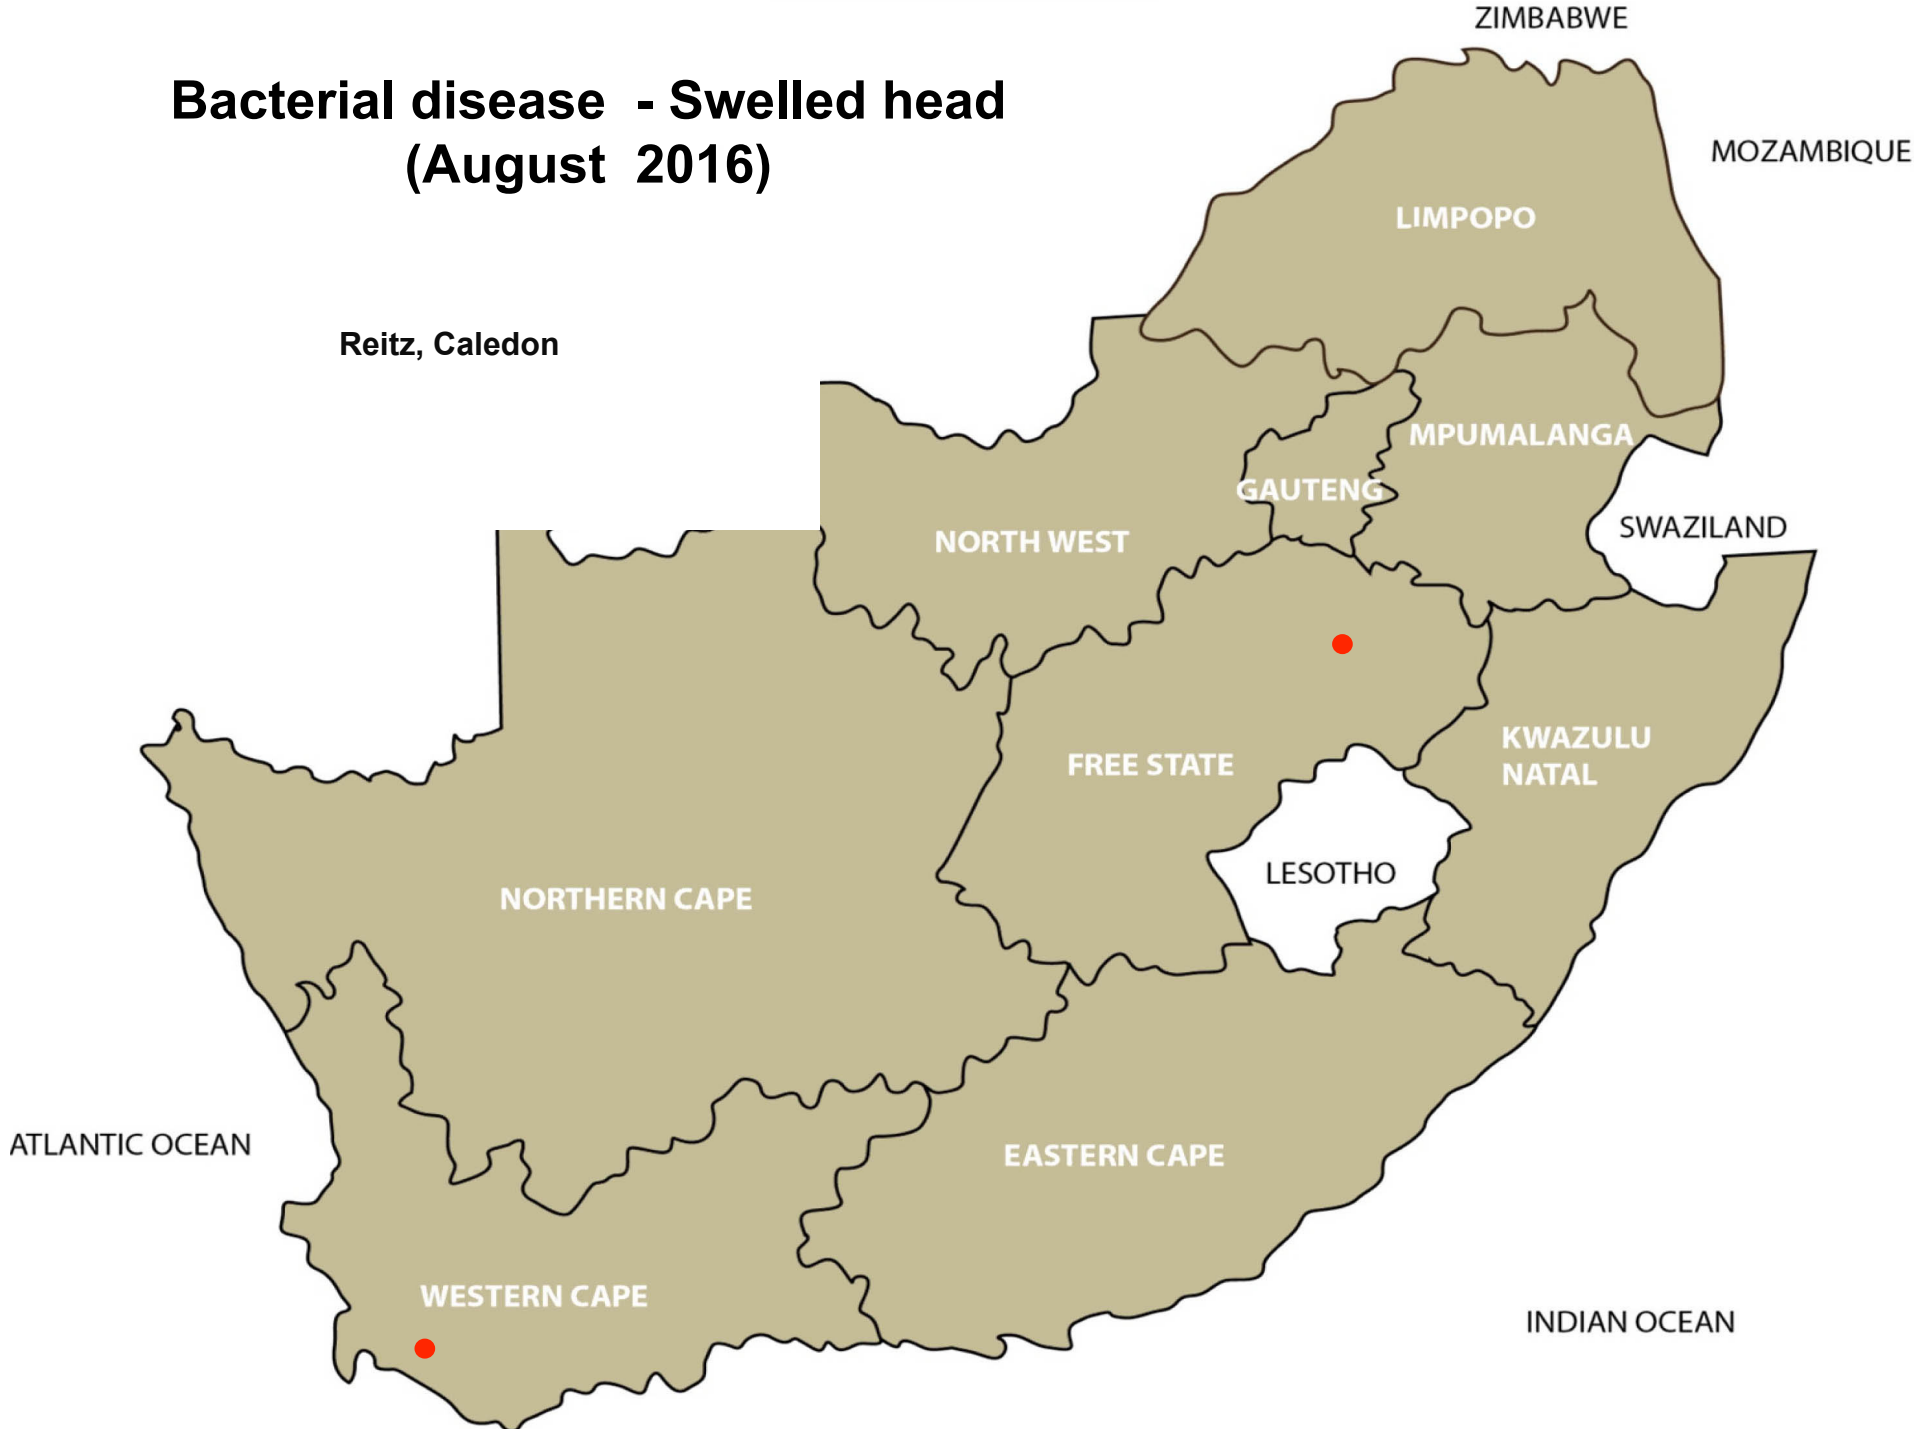 ZIMBABWE
Bacterial disease  - Swelled head
(August  2016)
MOZAMBIQUE
LIMPOPO
Reitz, Caledon
MPUMALANGA
GAUTENG
SWAZILAND
NORTH WEST
KWAZULU
NATAL
FREE STATE
LESOTHO
NORTHERN CAPE
ATLANTIC OCEAN
EASTERN CAPE
WESTERN CAPE
INDIAN OCEAN